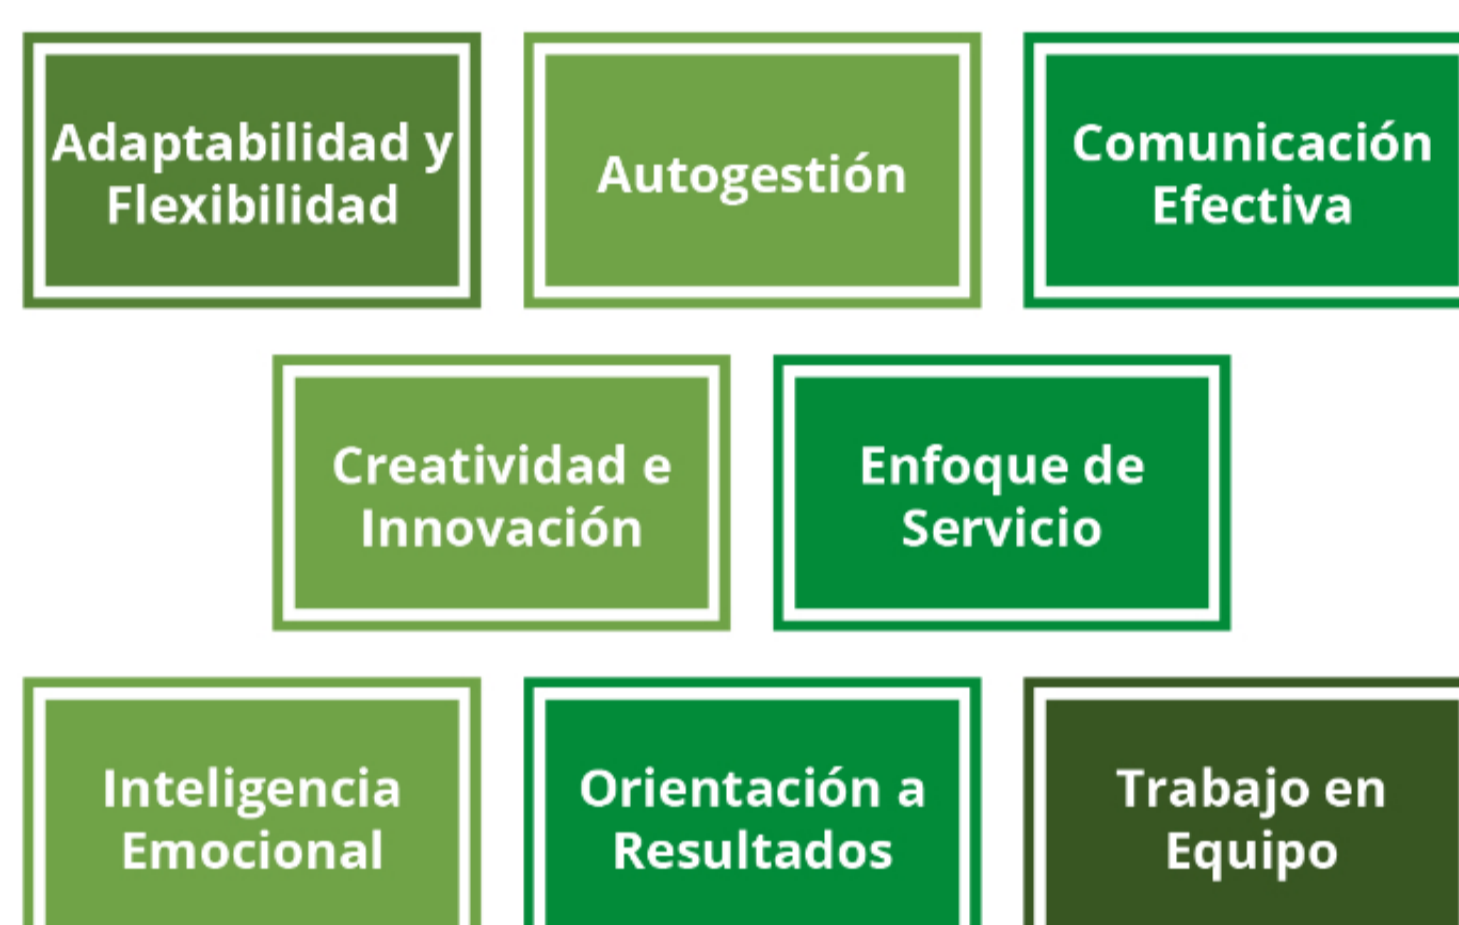 Adaptabilidad y
Flexibilidad
Autogestión
Comunicación
Efectiva
Creatividad e
Innovación
Enfoque de
Servicio
Inteligencia
Emocional
Orientación a
Resultados
Trabajo en
Equipo